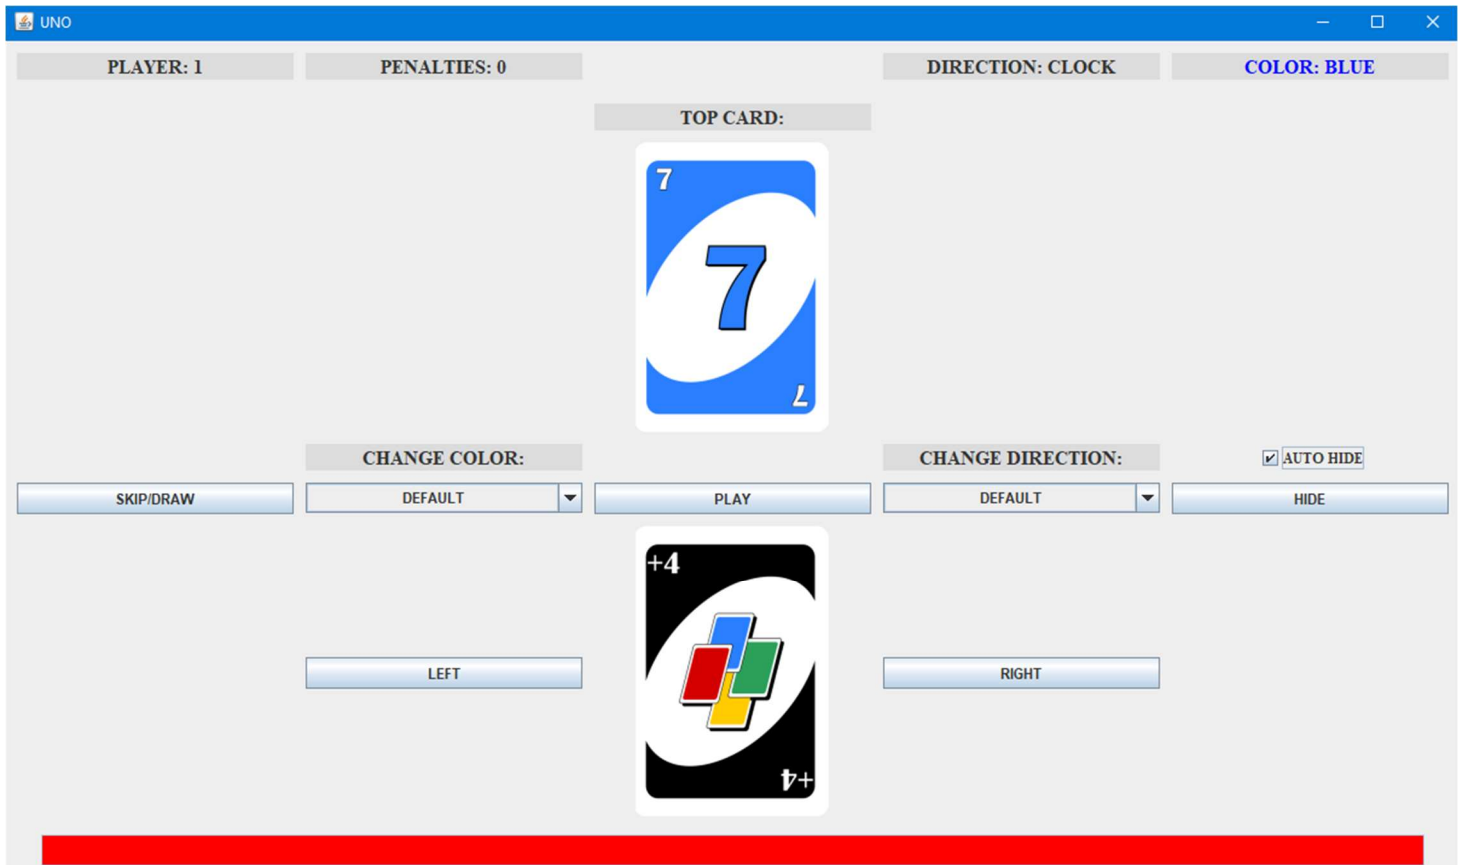 UNO
PLAYER: 1
PENALTIES: 0
DIRECTION: CLOCK
COLOR: BLUE
TOP CARD:
7
7
7
CHANGE COLOR:
CHANGE DIRECTION:
AUTO HIDE
SKIP/DRAW
DEFAULT
PLAY
DEFAULT
HIDE
+4
LEFT
RIGHT
+4